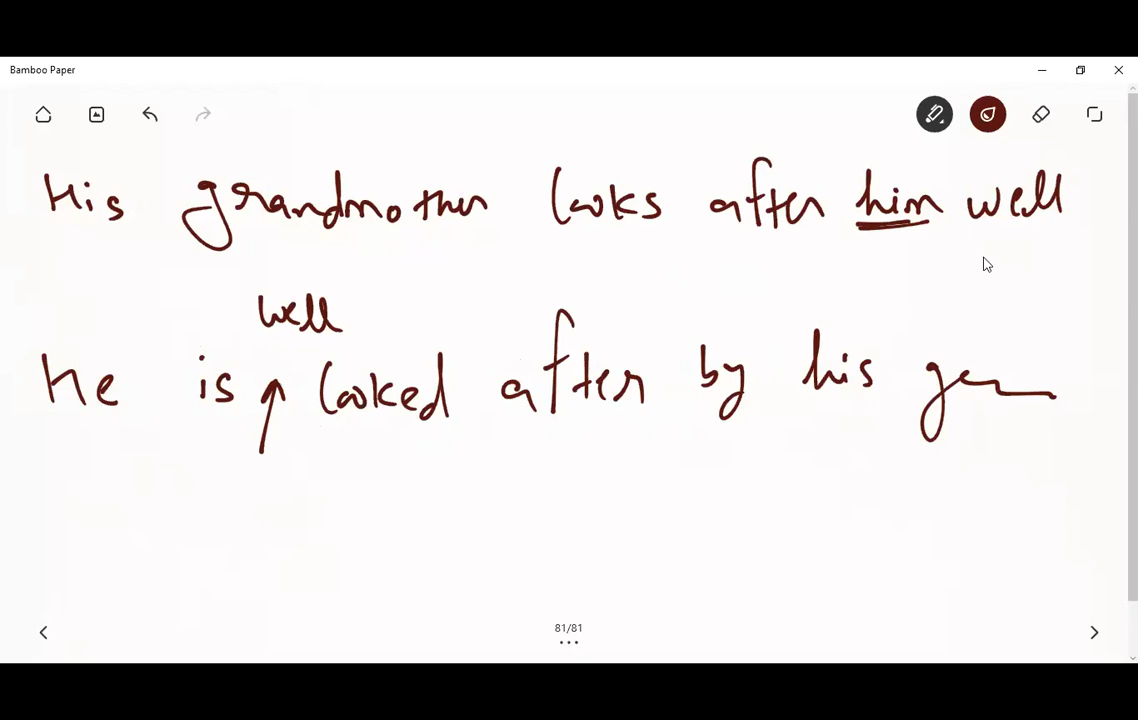 Bamboo Paper
His grandmother looks after him well
well
He is looked after by his
81/81